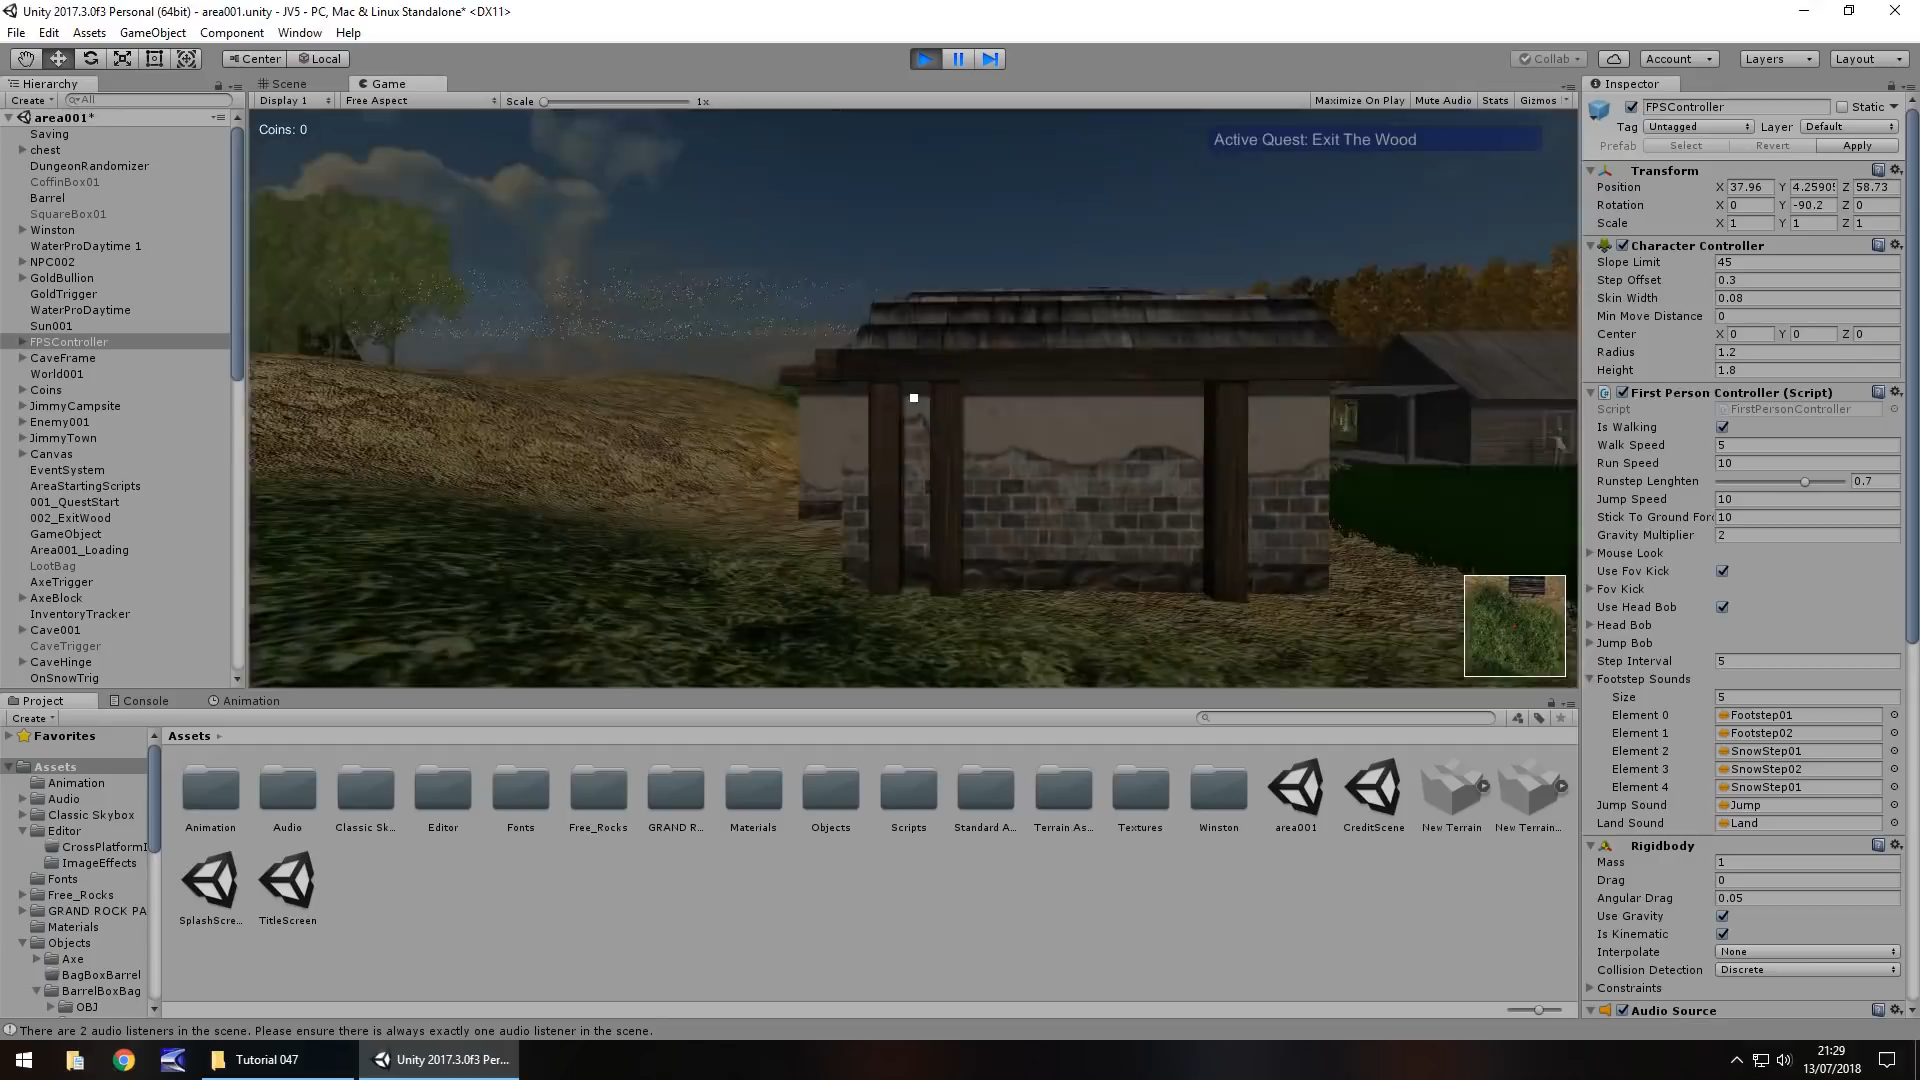 Unity 2017.3.0f3 Personal (64bit) - area001.unity - JV5 - PC, Mac & Linux Standalone* <DX11>
File Edit Assets GameObject Component Window Help
Center Local Collab Account Layers Layout
Hierarchy Scene Game Inspector
Create All Display 1 Free Aspect Scale 1x Maximize On Play Mute Audio Stats Gizmos
area001*
Saving
chest
DungeonRandomizer
CoffinBox01
Barrel
SquareBox01
Winston
WaterProDaytime 1
NPC002
GoldBullion
GoldTrigger
WaterProDaytime
Sun001
FPSController
CaveFrame
World001
Coins
JimmyCampsite
Enemy001
JimmyTown
Canvas
EventSystem
AreaStartingScripts
001_QuestStart
002_ExitWood
GameObject
Area001_Loading
LootBag
AxeTrigger
AxeBlock
InventoryTracker
Cave001
CaveTrigger
CaveHinge
OnSnowTrig
Coins: 0
Active Quest: Exit The Wood
FPSController Static
Tag Untagged Layer Default
Prefab Select Revert Apply
Transform
Position X 37.96 Y 4.25905 Z 58.73
Rotation X 0 Y -90.2 Z 0
Scale X 1 Y 1 Z 1
Character Controller
Slope Limit 45
Step Offset 0.3
Skin Width 0.08
Min Move Distance 0
Center X 0 Y 0 Z 0
Radius 1.2
Height 1.8
First Person Controller (Script)
Script FirstPersonController
Is Walking
Walk Speed 5
Run Speed 10
Runstep Lenghten 0.7
Jump Speed 10
Stick To Ground For 10
Gravity Multiplier 2
Mouse Look
Use Fov Kick
Fov Kick
Use Head Bob
Head Bob
Jump Bob
Step Interval 5
Footstep Sounds
Size 5
Element 0 Footstep01
Element 1 Footstep02
Element 2 SnowStep01
Element 3 SnowStep02
Element 4 SnowStep01
Jump Sound Jump
Land Sound Land
Rigidbody
Mass 1
Drag 0
Angular Drag 0.05
Use Gravity
Is Kinematic
Interpolate None
Collision Detection Discrete
Constraints
Audio Source
Project Console Animation
Create
Favorites
Assets
Animation
Audio
Classic Skybox
Editor
CrossPlatformI
ImageEffects
Fonts
Free_Rocks
GRAND ROCK PA
Materials
Objects
Axe
BagBoxBarrel
BarrelBoxBag
OBJ
Assets
Animation Audio Classic Sk... Editor Fonts Free_Rocks GRAND R... Materials Objects Scripts Standard A... Terrain As... Textures Winston area001 CreditScene New Terrain New Terrain...
SplashScre... TitleScreen
There are 2 audio listeners in the scene. Please ensure there is always exactly one audio listener in the scene.
Tutorial 047 Unity 2017.3.0f3 Per...
21:29
13/07/2018